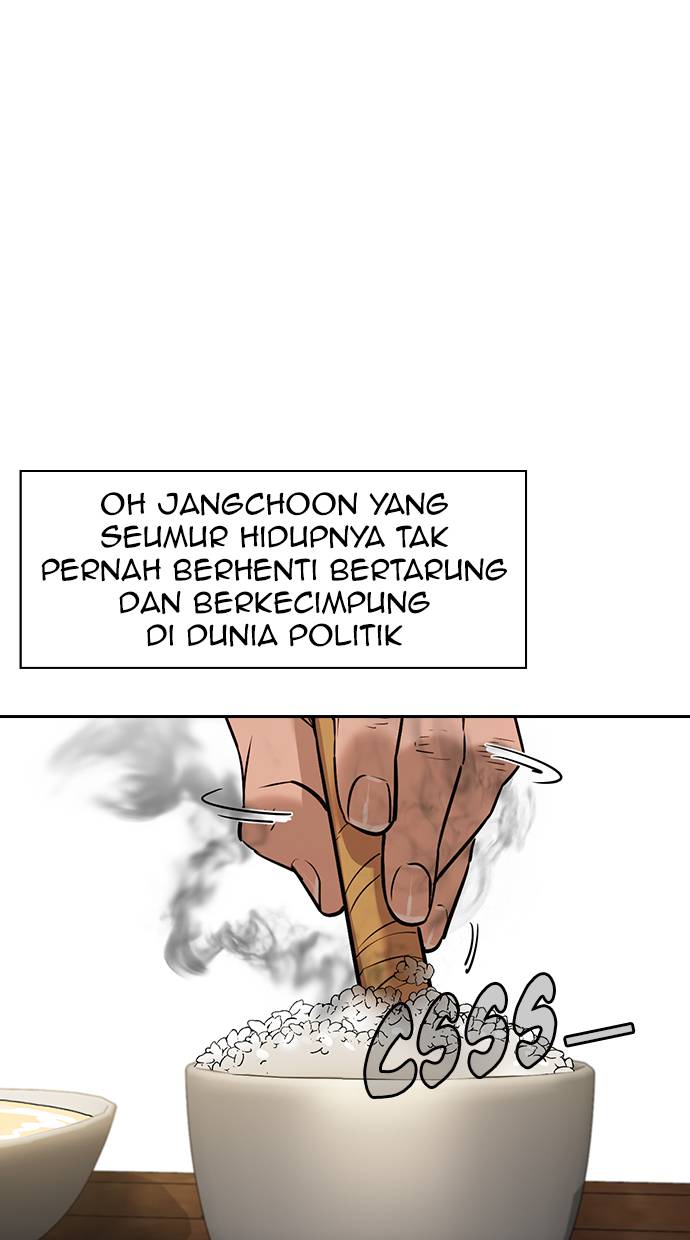 OH JANGCHOON YANG
SEUMUR HIDUPNYA TAK
PERNAH BERHENTI BERTARUNG
DAN BERKECIMPUNG
DI DUNIA POLITIK
CSSS—